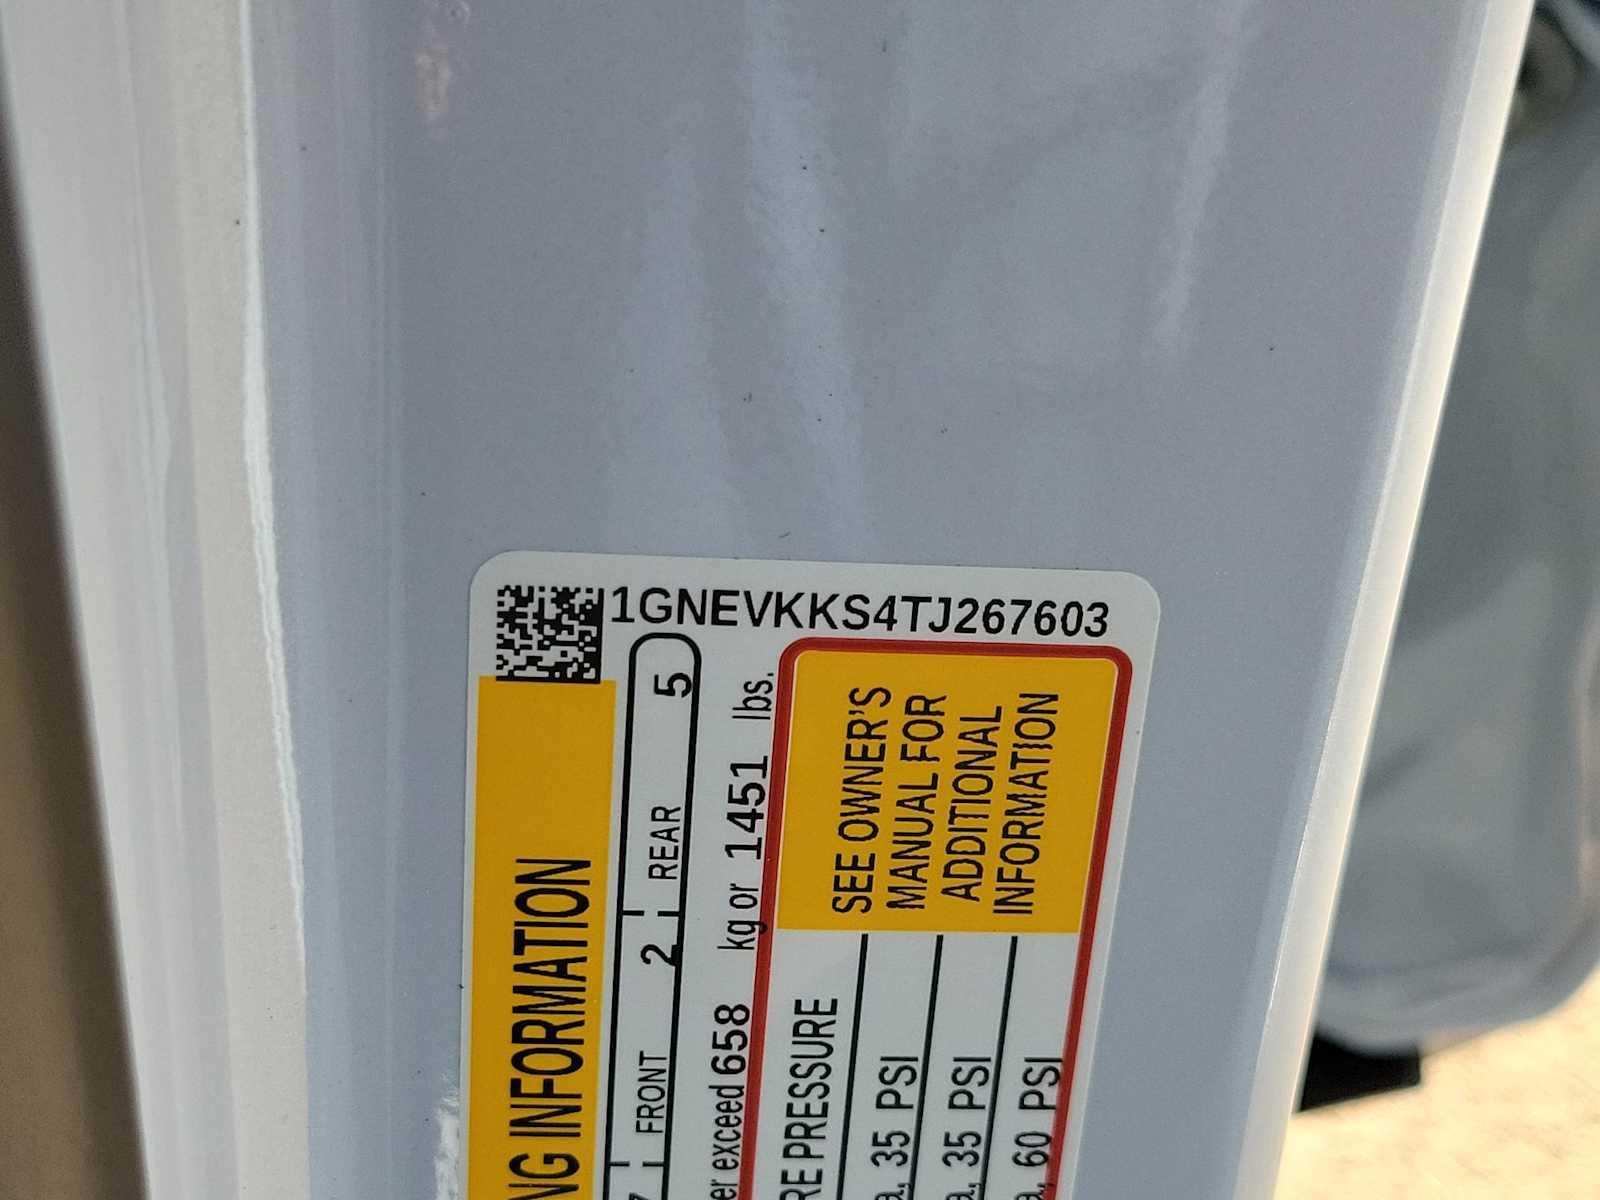 1GNEVKKS4TJ267603
NG INFORMATION
FRONT 2 REAR 5
er exceed 658 kg or 1451 lbs.
RE PRESSURE
35 PSI
35 PSI
60 PSI
SEE OWNER'S
MANUAL FOR
ADDITIONAL
INFORMATION